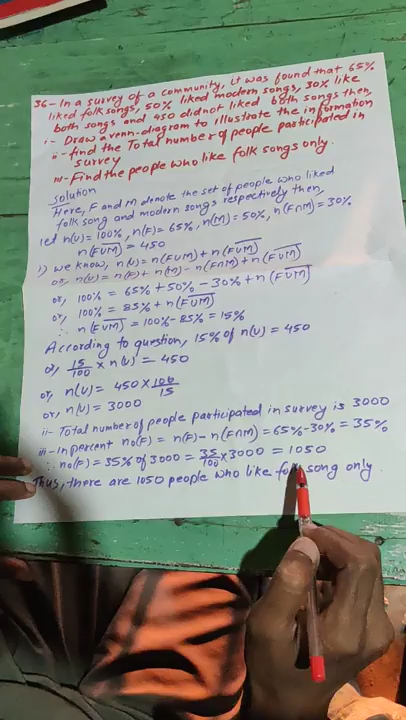 36- In a survey of a community, it was found that 65%
liked folk songs, 50% liked modern songs, 30% like
both songs and 450 did not liked both songs then,
i- Draw a venn-diagram to illustrate the information
ii- find the Total number of people participated in
survey
iii- Find the people who like folk songs only.
Solution
Here, F and M denote the set of people who liked
folk song and modern songs respectively then,
let n(U) = 100%, n(F) = 65%, n(M) = 50%, n(F∩M) = 30%
n(F̅U̅M̅) = 450
i) we know, n(U) = n(FUM) + n(F̅U̅M̅)
or, n(U) = n(F) + n(M) - n(F∩M) + n(F̅U̅M̅)
or, 100% = 65% + 50% - 30% + n(F̅U̅M̅)
or, 100% = 85% + n(F̅U̅M̅)
∴ n(F̅U̅M̅) = 100% - 85% = 15%
According to question, 15% of n(U) = 450
or, 15/100 × n(U) = 450
or, n(U) = 450 × 100/15
or, n(U) = 3000
ii- Total number of people participated in survey is 3000
iii- In percent no(F) = n(F) - n(F∩M) = 65% - 30% = 35%
∴ no(F) = 35% of 3000 = 35/100 × 3000 = 1050
Thus, there are 1050 people who like folk song only.